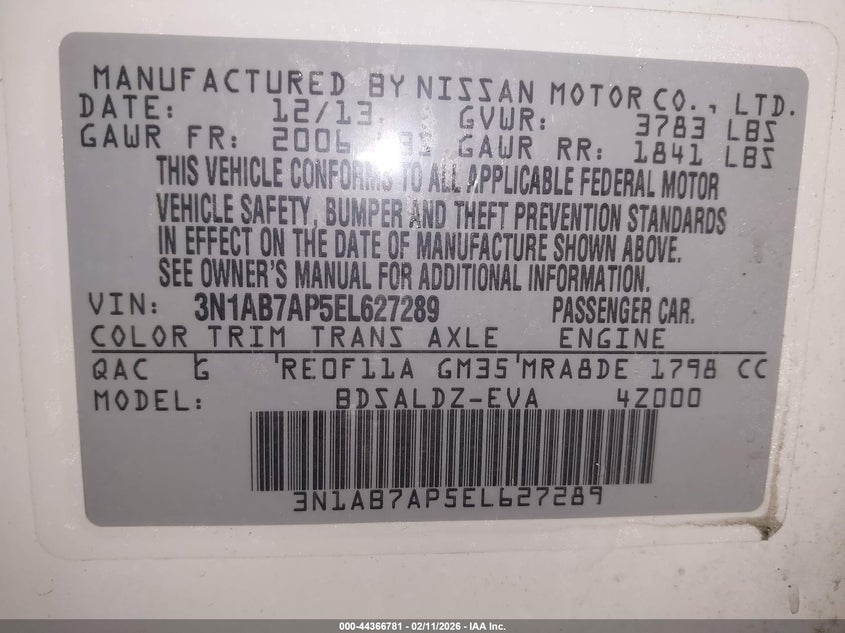 MANUFACTURED BY NISSAN MOTOR CO., LTD.
DATE: 12/13 GVWR: 3783 LBS
GAWR FR: 2006 LBS GAWR RR: 1841 LBS
THIS VEHICLE CONFORMS TO ALL APPLICABLE FEDERAL MOTOR
VEHICLE SAFETY, BUMPER AND THEFT PREVENTION STANDARDS
IN EFFECT ON THE DATE OF MANUFACTURE SHOWN ABOVE.
SEE OWNER'S MANUAL FOR ADDITIONAL INFORMATION.
VIN: 3N1AB7AP5EL627289 PASSENGER CAR.
COLOR TRIM TRANS AXLE ENGINE
QAC G RE0F11A GM35 MRA8DE 1798 CC
MODEL: BDSALDZ-EVA 4Z000
3N1AB7AP5EL627289
000-44366781 - 02/11/2026 - IAA Inc.